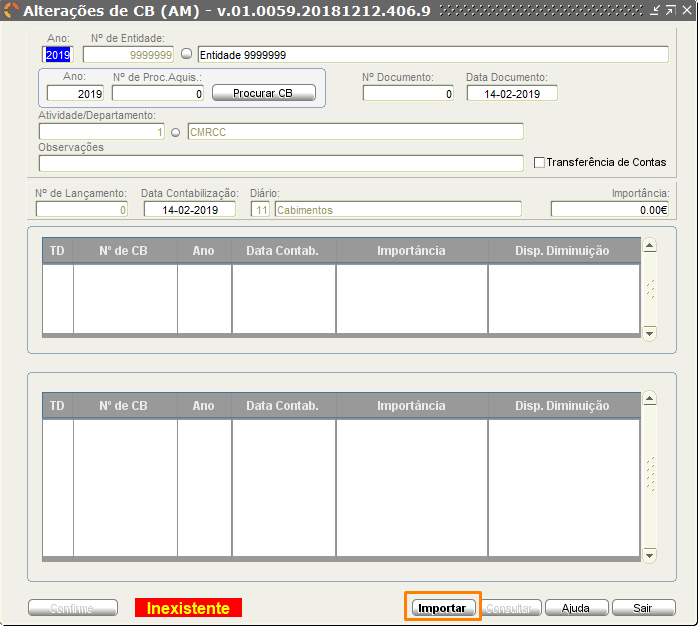 Alterações de CB (AM) - v.01.0059.20181212.406.9
Ano: Nº de Entidade:
2019 9999999 Entidade 9999999
Ano: Nº de Proc.Aquis.: Nº Documento: Data Documento:
2019 0 Procurar CB 0 14-02-2019
Atividade/Departamento:
1 CMRCC
Observações
Transferência de Contas
Nº de Lançamento: Data Contabilização: Diário: Importância:
0 14-02-2019 11 Cabimentos 0.00€
TD Nº de CB Ano Data Contab. Importância Disp. Diminuição
TD Nº de CB Ano Data Contab. Importância Disp. Diminuição
Confirme Inexistente Importar Consultar Ajuda Sair